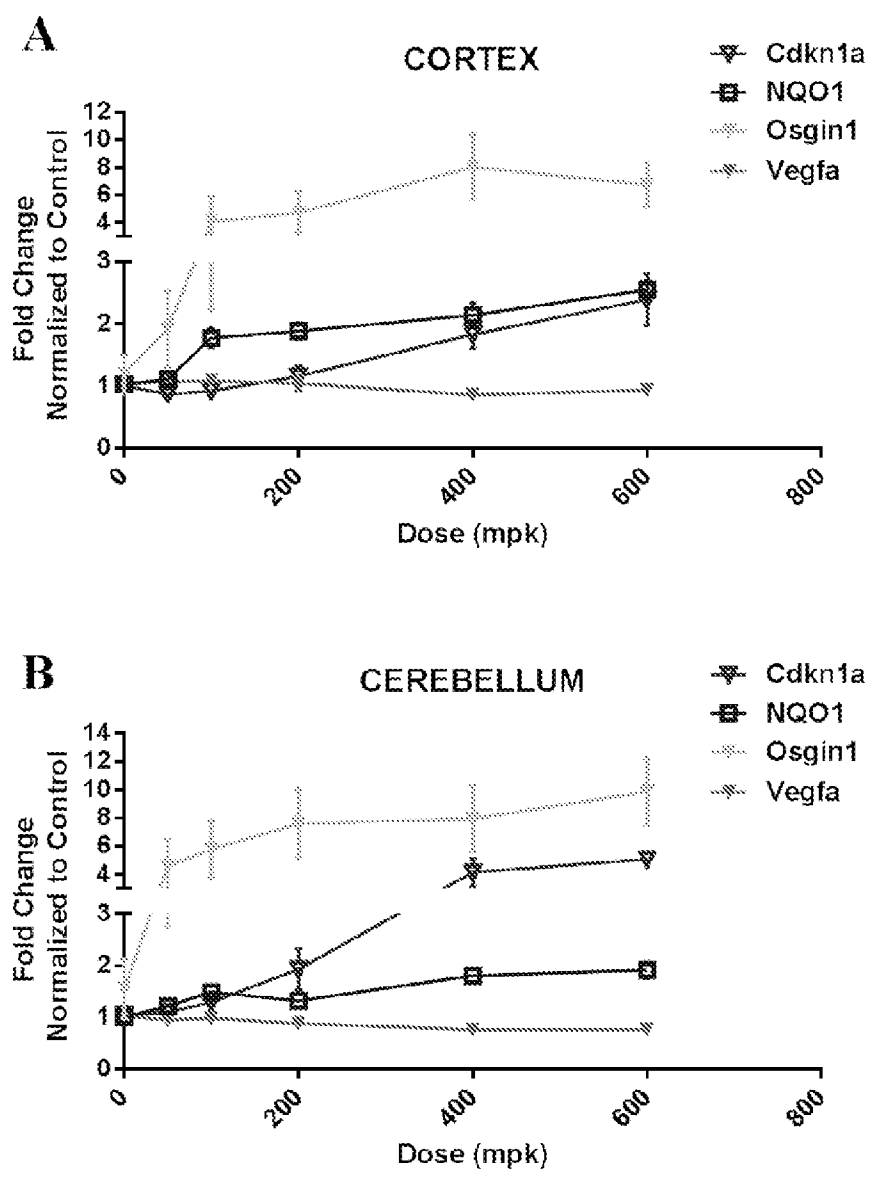 A
CORTEX
Cdkn1a
NQO1
Osgin1
Vegfa
Fold Change
Normalized to Control
12
10
8
6
4
3
2
1
0
0
200
400
600
800
Dose (mpk)
B
CEREBELLUM
Cdkn1a
NQO1
Osgin1
Vegfa
Fold Change
Normalized to Control
14
12
10
8
6
4
3
2
1
0
0
200
400
600
800
Dose (mpk)